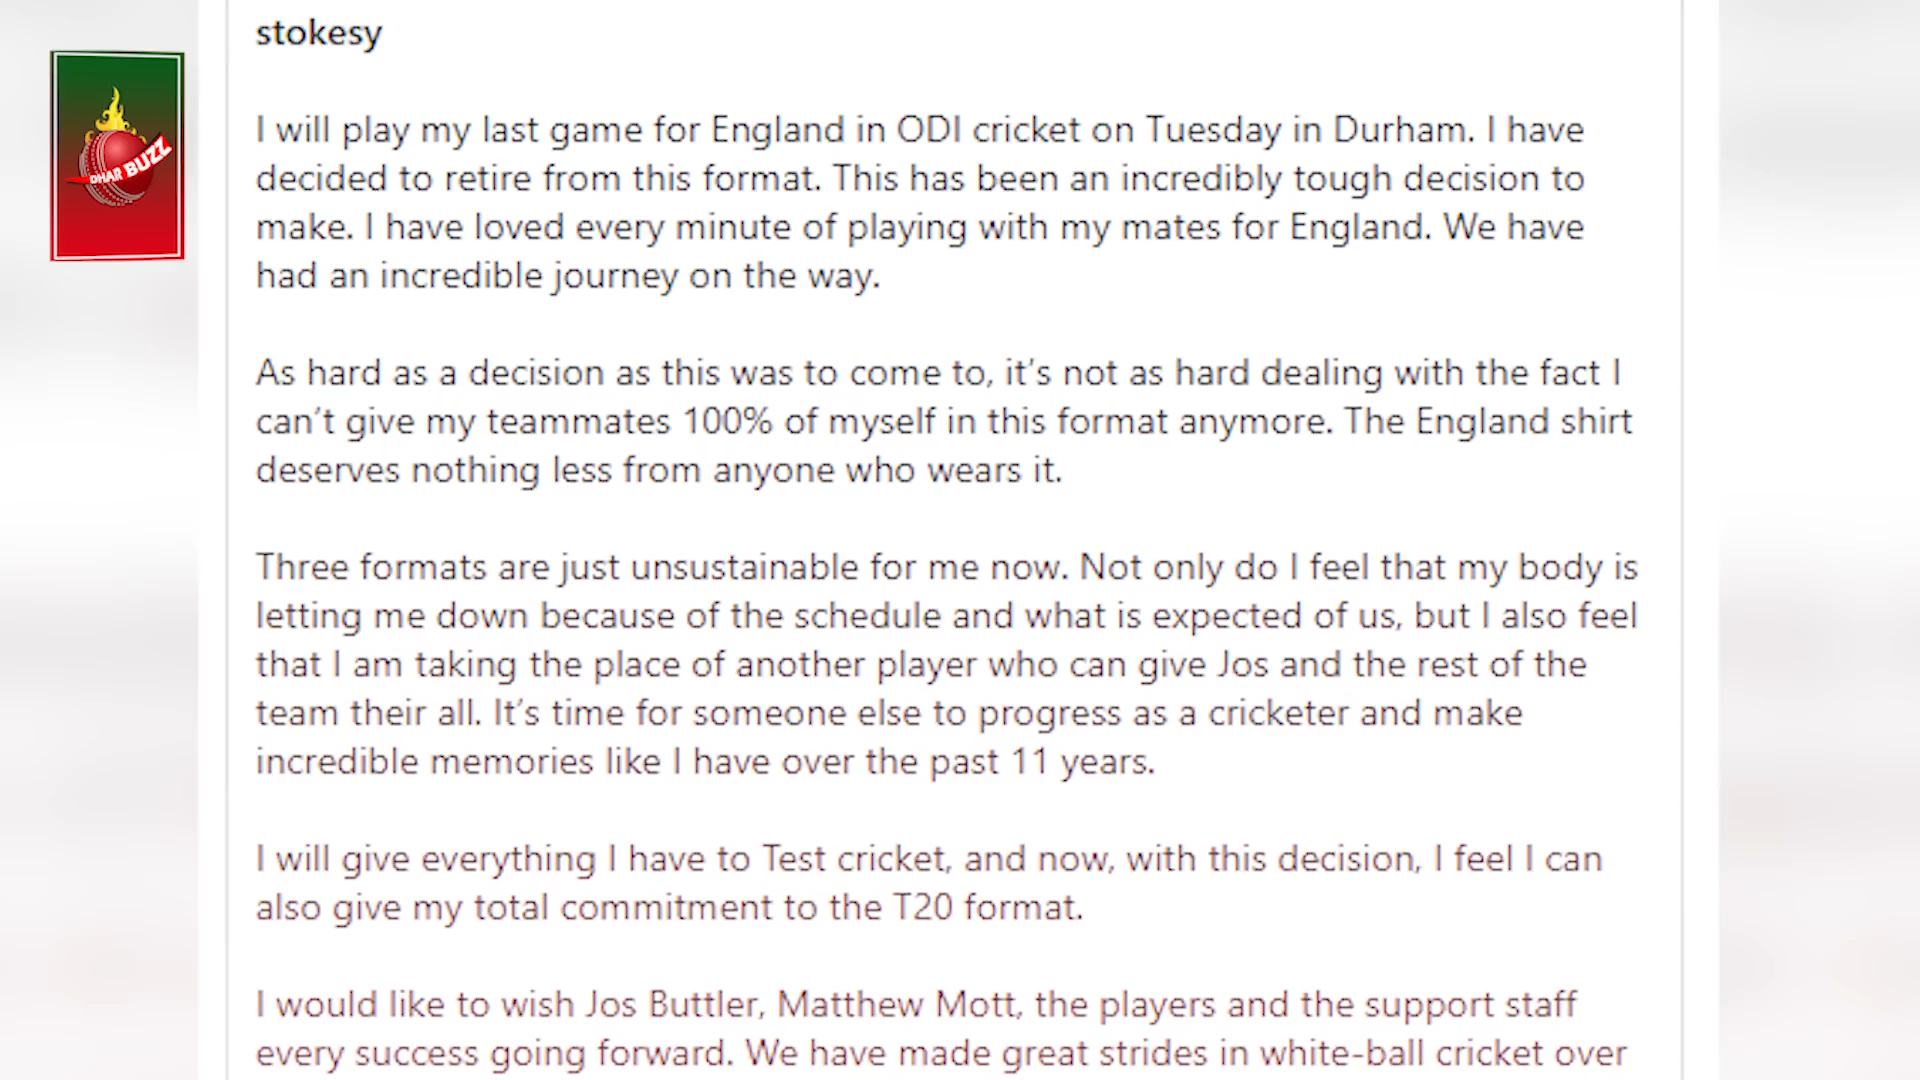 stokesy
I will play my last game for England in ODI cricket on Tuesday in Durham. I have
decided to retire from this format. This has been an incredibly tough decision to
make. I have loved every minute of playing with my mates for England. We have
had an incredible journey on the way.
As hard as a decision as this was to come to, it's not as hard dealing with the fact I
can't give my teammates 100% of myself in this format anymore. The England shirt
deserves nothing less from anyone who wears it.
Three formats are just unsustainable for me now. Not only do I feel that my body is
letting me down because of the schedule and what is expected of us, but I also feel
that I am taking the place of another player who can give Jos and the rest of the
team their all. It's time for someone else to progress as a cricketer and make
incredible memories like I have over the past 11 years.
I will give everything I have to Test cricket, and now, with this decision, I feel I can
also give my total commitment to the T20 format.
I would like to wish Jos Buttler, Matthew Mott, the players and the support staff
every success going forward. We have made great strides in white-ball cricket over
DHAR BUZZ